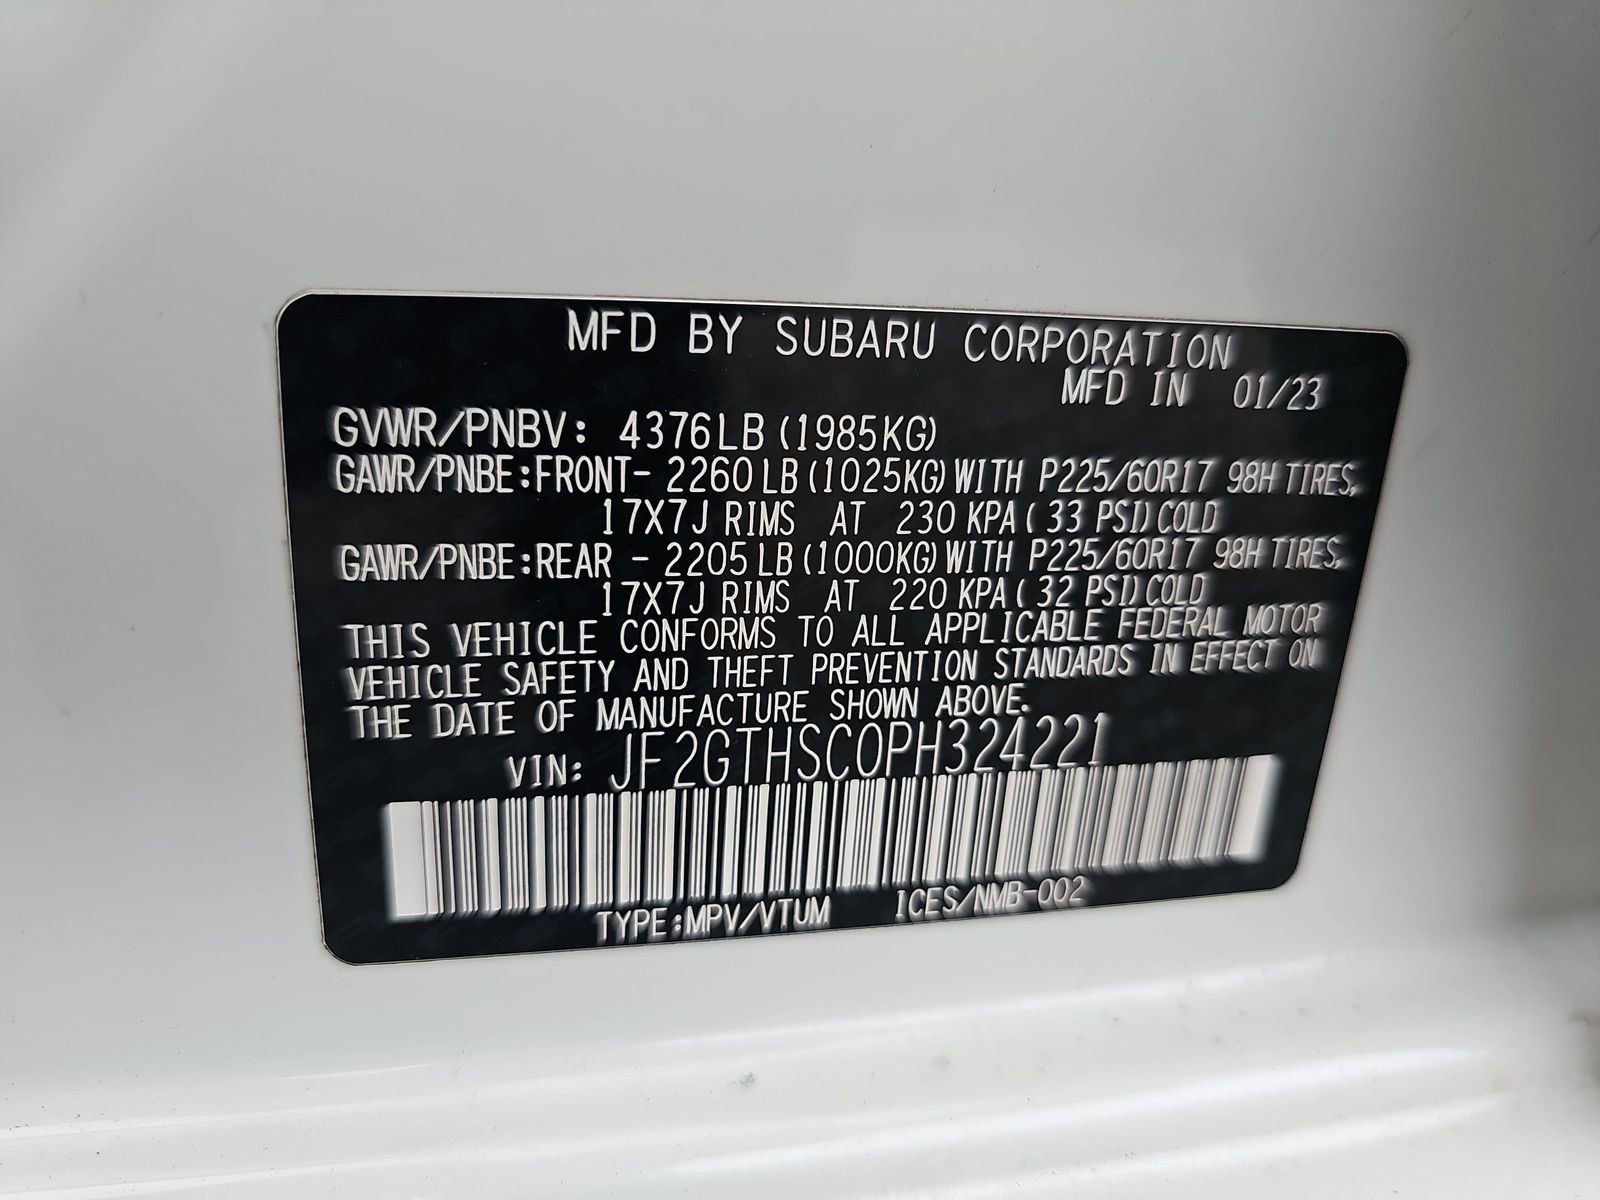 MFD BY SUBARU CORPORATION
MFD IN 01/23
GVWR/PNBV: 4376LB (1985KG)
GAWR/PNBE:FRONT- 2260LB (1025KG) WITH P225/60R17 98H TIRES,
17X7J RIMS AT 230 KPA( 33 PSI) COLD
GAWR/PNBE:REAR - 2205LB (1000KG) WITH P225/60R17 98H TIRES,
17X7J RIMS AT 220 KPA( 32 PSI) COLD
THIS VEHICLE CONFORMS TO ALL APPLICABLE FEDERAL MOTOR
VEHICLE SAFETY AND THEFT PREVENTION STANDARDS IN EFFECT ON
THE DATE OF MANUFACTURE SHOWN ABOVE.
VIN: JF2GTHSC0PH324221
TYPE:MPV/VTUM ICES/NMB-002